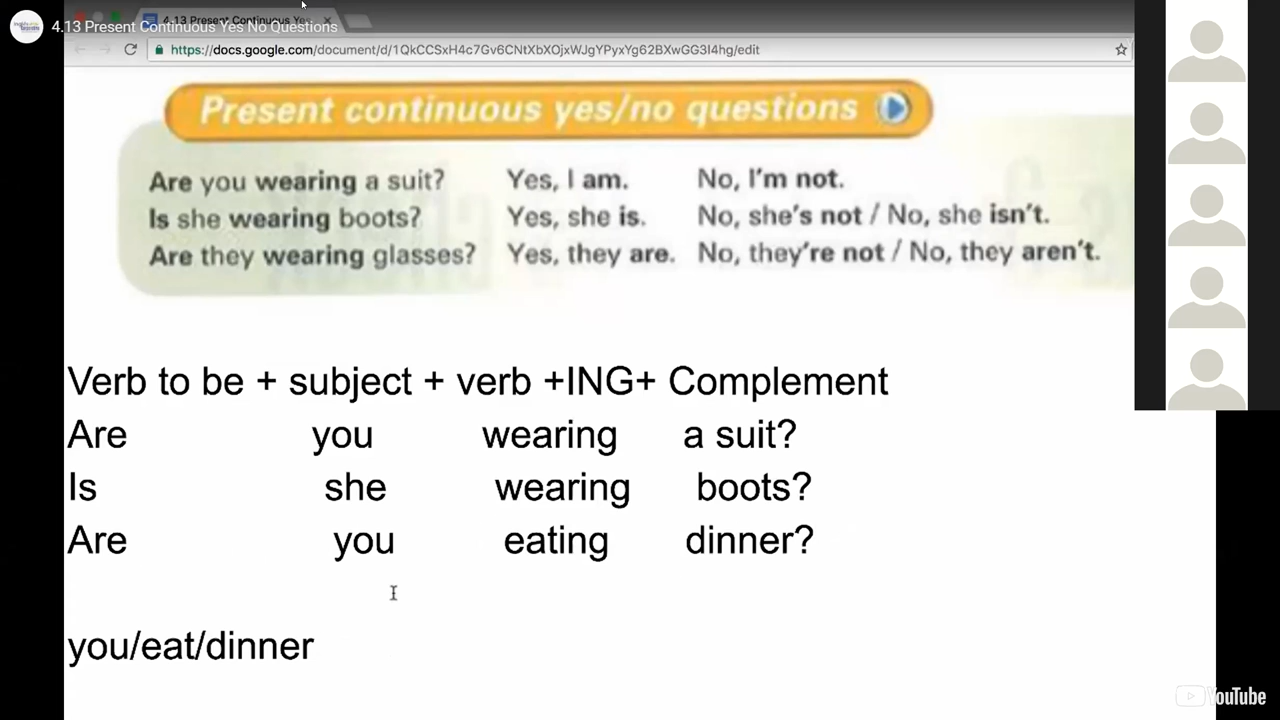 4.13 Present Continuous Yes No Questions
https://docs.google.com/document/d/1QkCCSxH4c7Gv6CNtXbXOjxWJgYPyxYg62BXwGG3I4hg/edit
Present continuous yes/no questions
Are you wearing a suit? Yes, I am. No, I'm not.
Is she wearing boots? Yes, she is. No, she's not / No, she isn't.
Are they wearing glasses? Yes, they are. No, they're not / No, they aren't.
Verb to be + subject + verb +ING+ Complement
Are you wearing a suit?
Is she wearing boots?
Are you eating dinner?
you/eat/dinner
YouTube